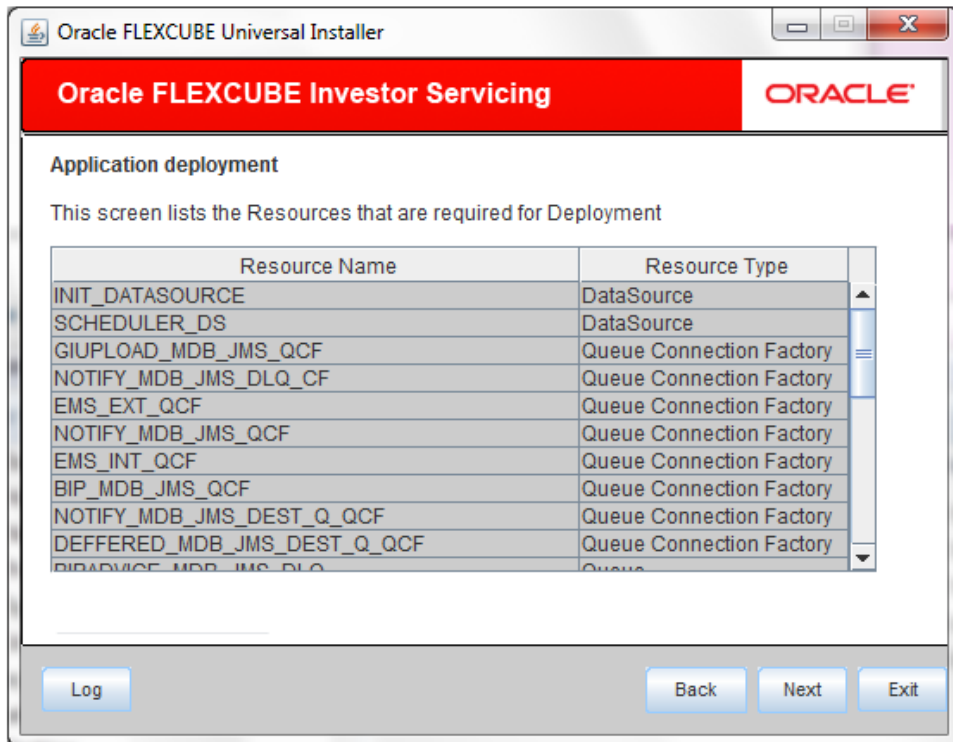 Oracle FLEXCUBE Universal Installer
Oracle FLEXCUBE Investor Servicing ORACLE
Application deployment
This screen lists the Resources that are required for Deployment
Resource Name Resource Type
INIT_DATASOURCE DataSource
SCHEDULER_DS DataSource
GIUPLOAD_MDB_JMS_QCF Queue Connection Factory
NOTIFY_MDB_JMS_DLQ_CF Queue Connection Factory
EMS_EXT_QCF Queue Connection Factory
NOTIFY_MDB_JMS_QCF Queue Connection Factory
EMS_INT_QCF Queue Connection Factory
BIP_MDB_JMS_QCF Queue Connection Factory
NOTIFY_MDB_JMS_DEST_Q_QCF Queue Connection Factory
DEFFERED_MDB_JMS_DEST_Q_QCF Queue Connection Factory
BIPADVICE_MDB_JMS_DLQ Queue
Log Back Next Exit